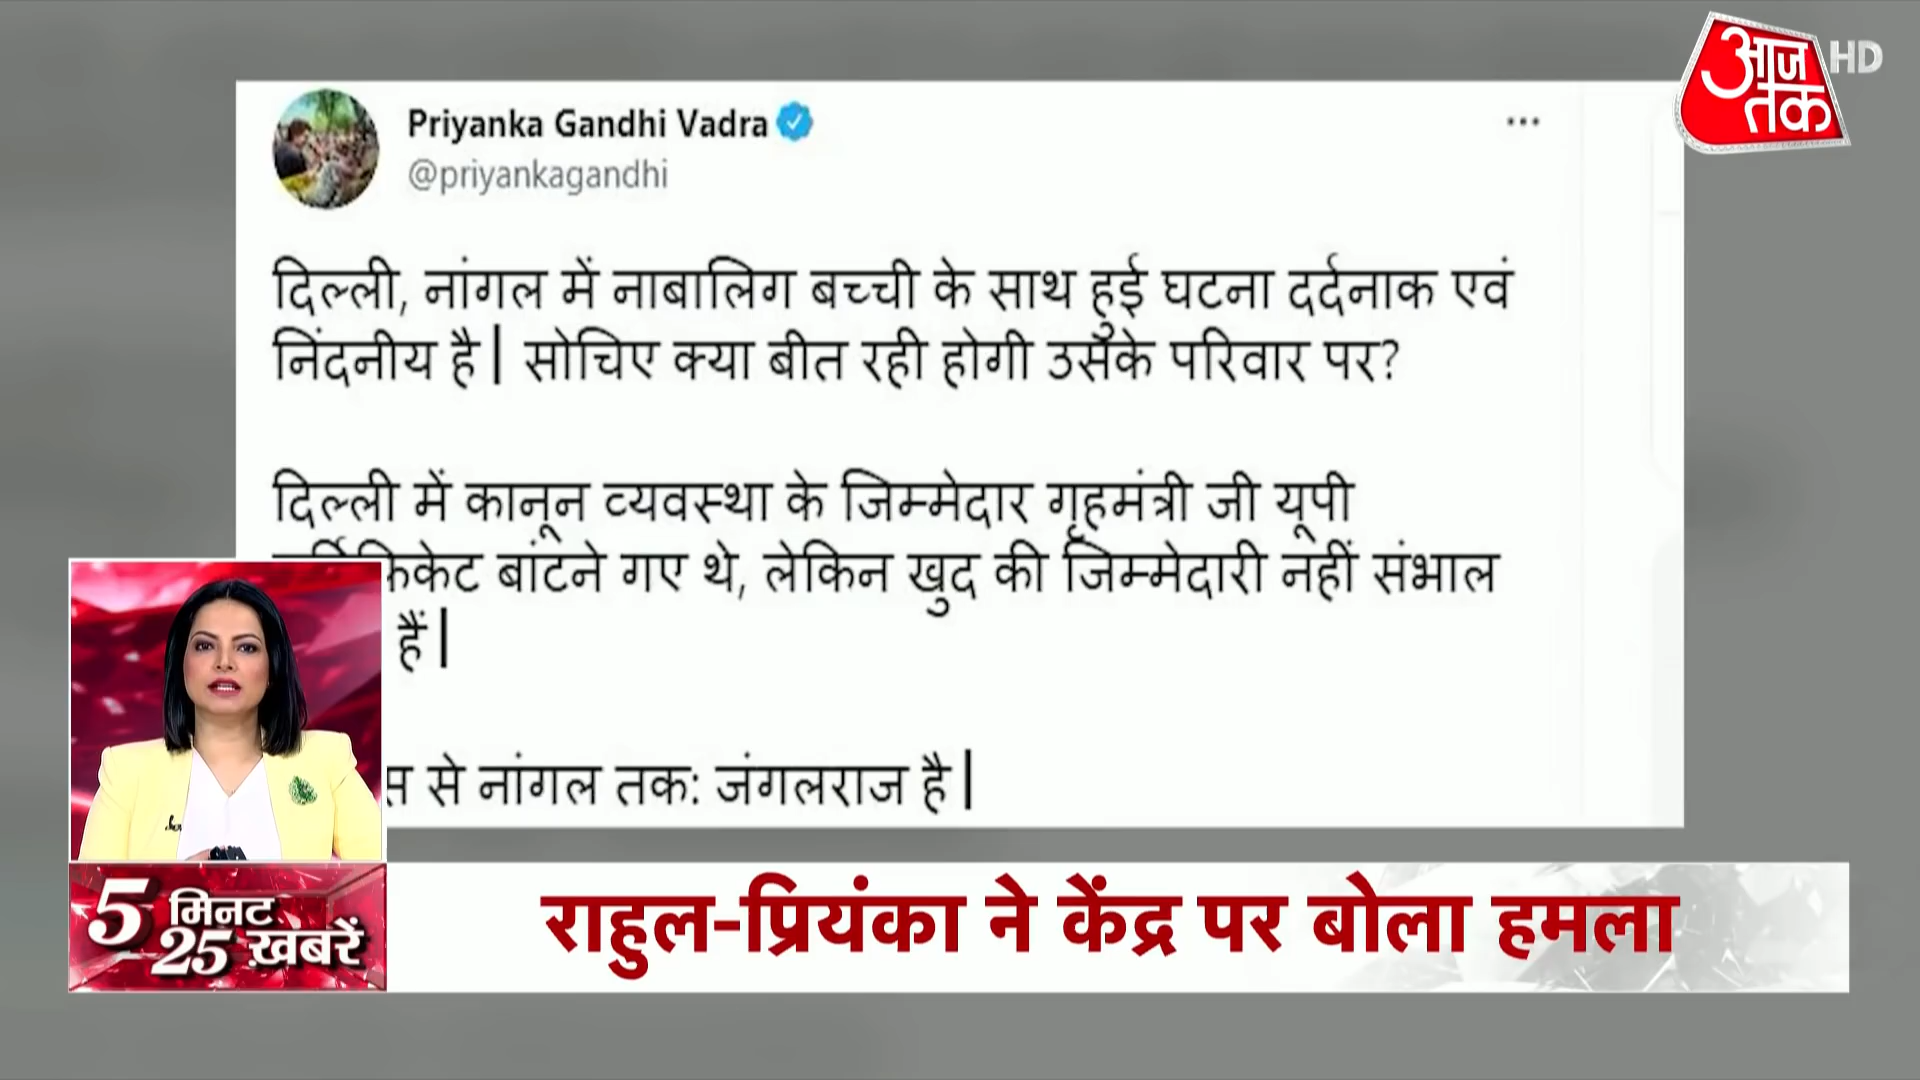 आज
तक
HD
Priyanka Gandhi Vadra
@priyankagandhi
दिल्ली, नांगल में नाबालिग बच्ची के साथ हुई घटना दर्दनाक एवं
निंदनीय है| सोचिए क्या बीत रही होगी उसके परिवार पर?
दिल्ली में कानून व्यवस्था के जिम्मेदार गृहमंत्री जी यूपी
बांटने गए थे, लेकिन खुद की जिम्मेदारी नहीं संभाल
हैं|
से नांगल तक: जंगलराज है|
5 मिनट
25 ख़बरें
राहुल-प्रियंका ने केंद्र पर बोला हमला